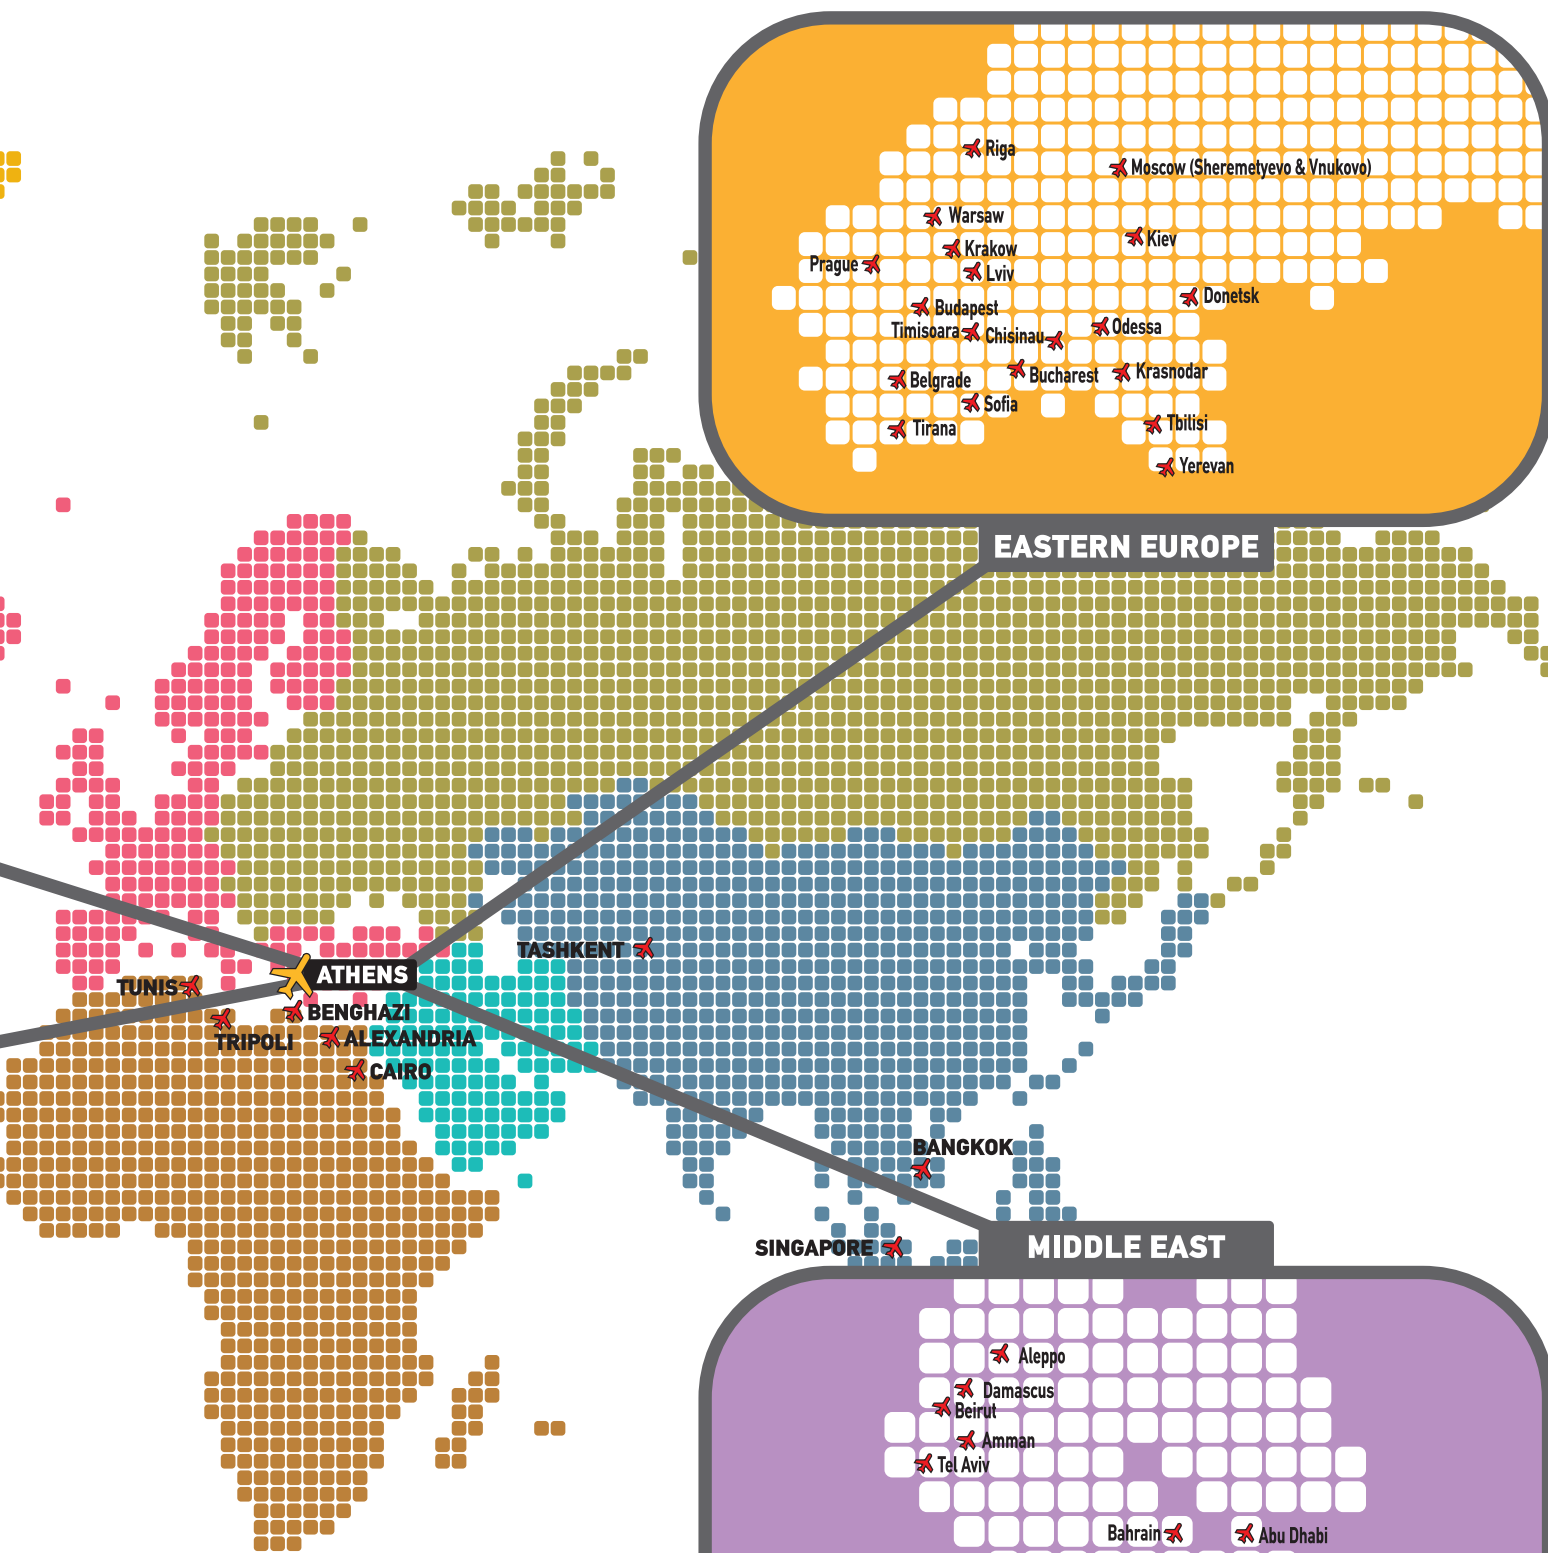 Riga
Moscow (Sheremetyevo & Vnukovo)
Warsaw
Kiev
Krakow
Prague
Lviv
Donetsk
Budapest
Timisoara
Chisinau
Odessa
Belgrade
Bucharest
Krasnodar
Sofia
Tirana
Tbilisi
Yerevan
EASTERN EUROPE
TASHKENT
ATHENS
TUNIS
BENGHAZI
TRIPOLI
ALEXANDRIA
CAIRO
BANGKOK
SINGAPORE
MIDDLE EAST
Aleppo
Damascus
Beirut
Amman
Tel Aviv
Bahrain
Abu Dhabi